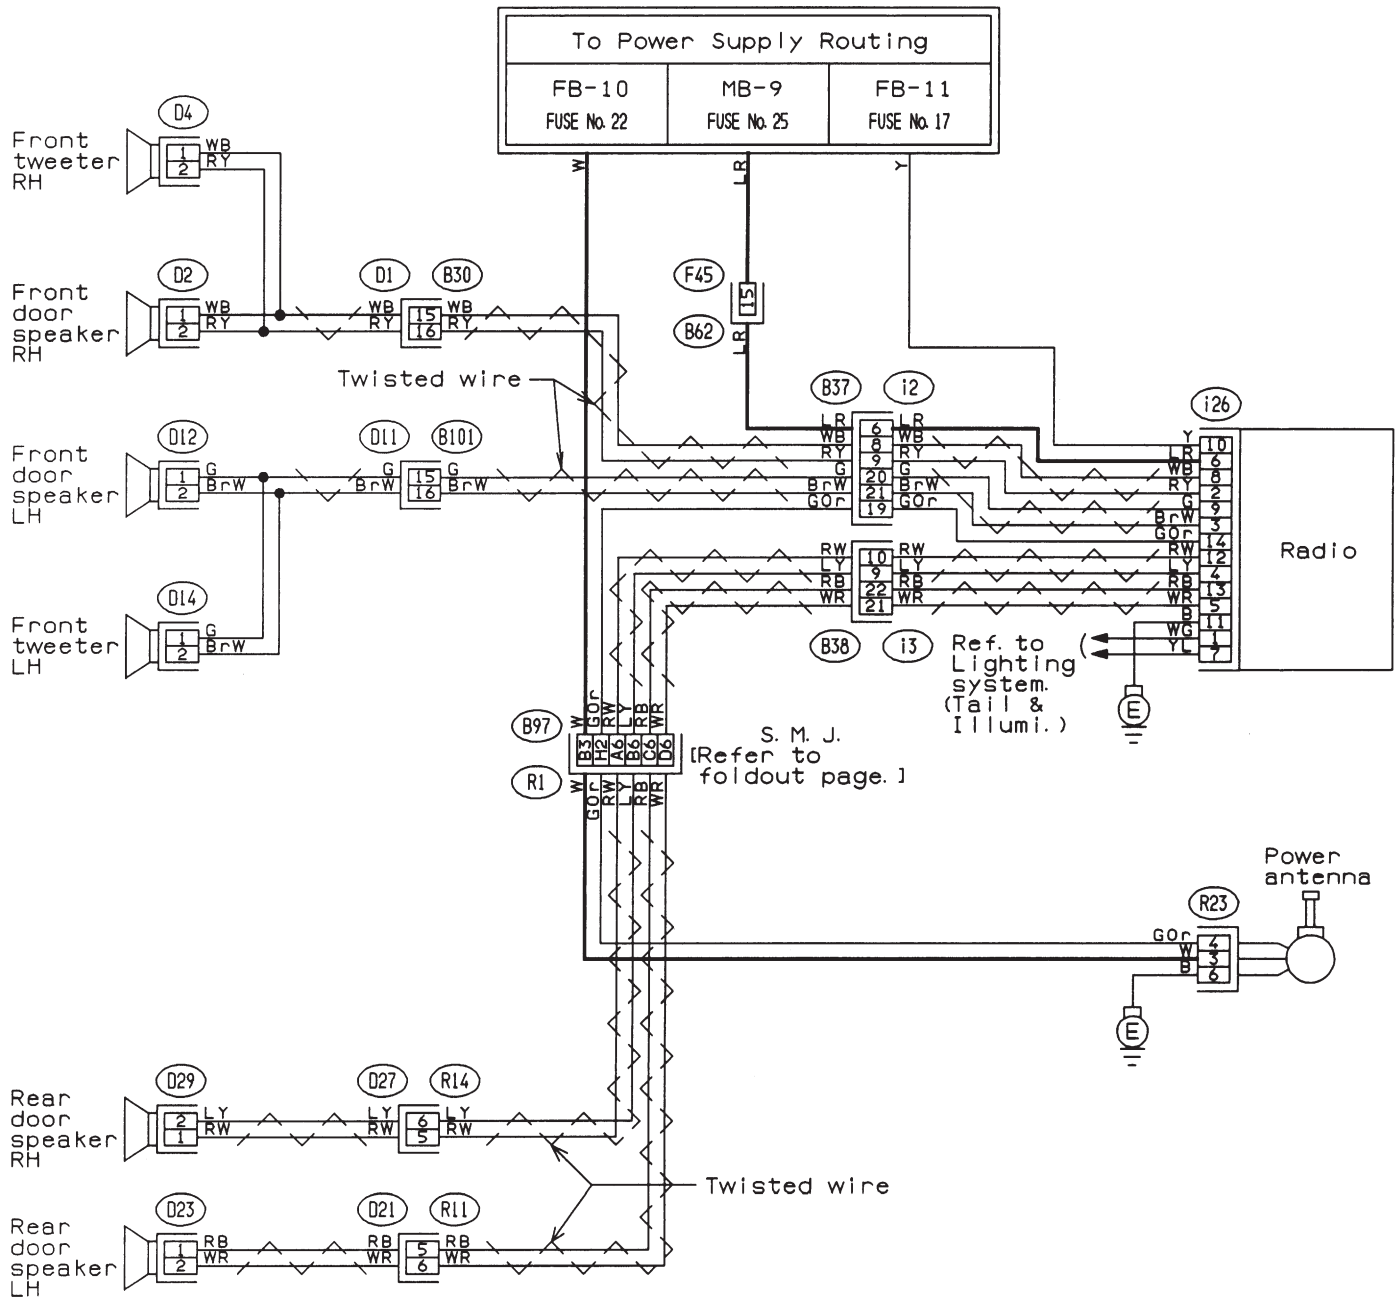 To Power Supply Routing
FB-10
FUSE No. 22
MB-9
FUSE No. 25
FB-11
FUSE No. 17
W
LR
Y
D4
Front
tweeter
RH
1
2
WB
RY
D2
Front
door
speaker
RH
1
2
WB
RY
D1
B30
WB
RY
15
16
WB
RY
F45
15
B62
LR
Twisted wire
D12
Front
door
speaker
LH
1
2
G
BrW
D11
B101
G
BrW
15
16
G
BrW
D14
Front
tweeter
LH
1
2
G
BrW
B37
i2
LR
WB
RY
G
BrW
GOr
6
8
9
20
21
19
LR
WB
RY
G
BrW
GOr
RW
LY
RB
WR
10
9
22
21
RW
LY
RB
WR
B38
i3
i26
Y
LR
WB
RY
G
BrW
GOr
RW
LY
RB
WR
B
WG
YL
10
6
8
2
9
3
14
12
4
13
5
11
1
7
Radio
Ref. to
Lighting
system.
(Tail &
Illumi.)
E
B97
W
GOr
RW
LY
RB
WR
B3
H2
A6
B6
C6
D6
R1
W
GOr
RW
LY
RB
WR
S. M. J.
[Refer to
foldout page. ]
Power
antenna
R23
GOr
W
B
4
3
6
E
D29
Rear
door
speaker
RH
2
1
LY
RW
D27
R14
LY
RW
6
5
LY
RW
Twisted wire
D23
Rear
door
speaker
LH
1
2
RB
WR
D21
R11
RB
WR
5
6
RB
WR